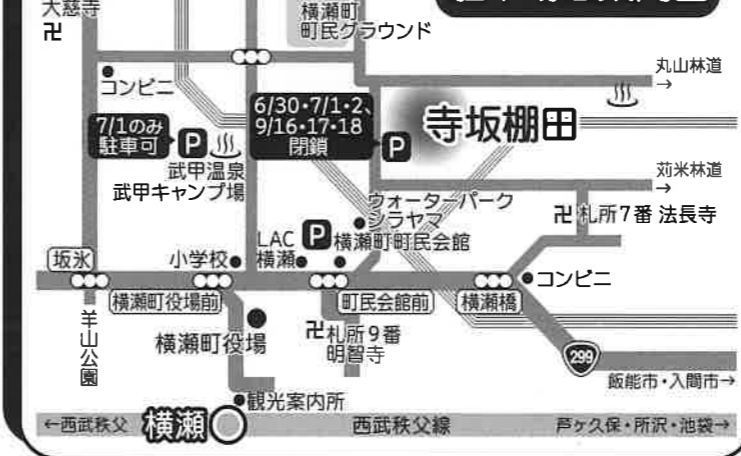 大慈寺
卍
横瀬町
町民グラウンド
丸山林道
→
コンビニ
7/1のみ
駐車可
P
武甲温泉
武甲キャンプ場
6/30・7/1・2、
9/16・17・18
閉鎖
P
寺坂棚田
苅米林道
→
ウォーターパーク
シラヤマ
卍札所7番 法長寺
LAC
横瀬
P
横瀬町町民会館
坂氷
小学校
コンビニ
横瀬町役場前
町民会館前
横瀬橋
羊山公園
横瀬町役場
卍札所9番
明智寺
299
飯能市・入間市→
観光案内所
←西武秩父
横瀬
西武秩父線
芦ヶ久保・所沢・池袋→